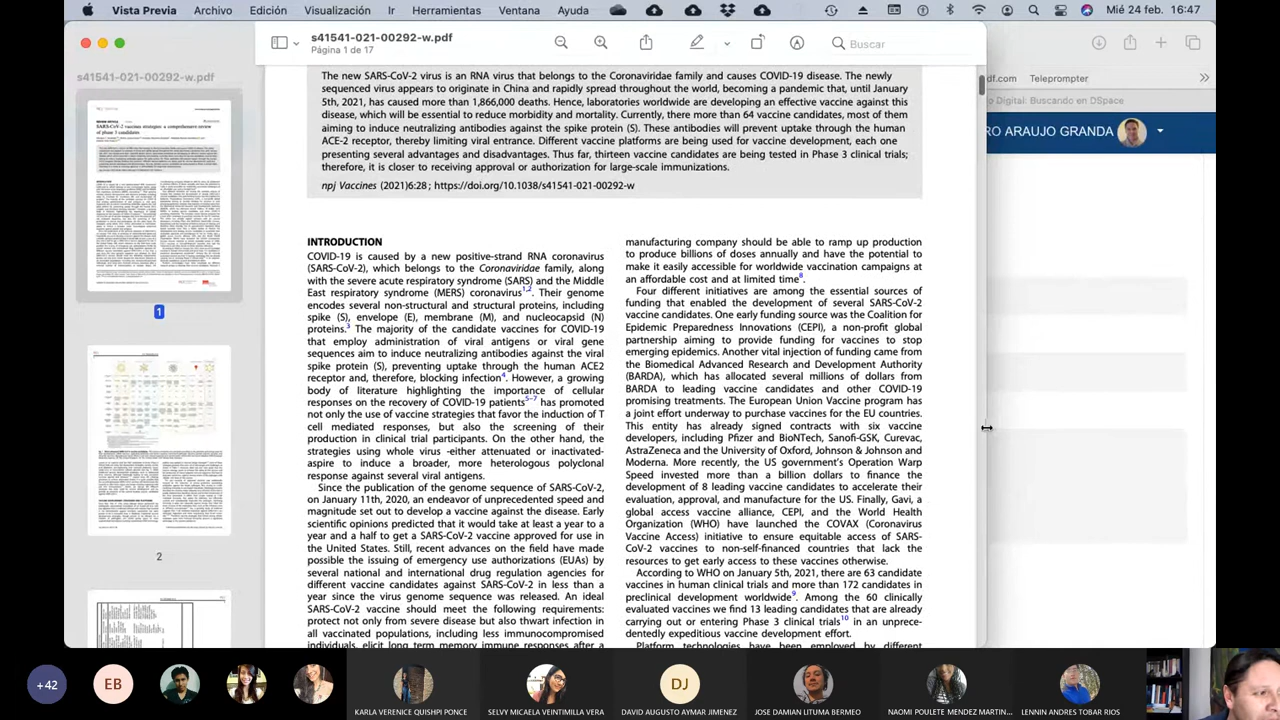 Vista Previa Archivo Edición Visualización Ir Herramientas Ventana Ayuda Mié 24 feb. 16:47
s41541-021-00292-w.pdf
Página 1 de 17
Buscar
s41541-021-00292-w.pdf
1
2
df.com Teleprompter
o Digital: Buscando en DSpace
RO ARAUJO GRANDA
The new SARS-CoV-2 virus is an RNA virus that belongs to the Coronaviridae family and causes COVID-19 disease. The newly
sequenced virus appears to originate in China and rapidly spread throughout the world, becoming a pandemic that, until January
5th, 2021, has caused more than 1,866,000 deaths. Hence, laboratories worldwide are developing an effective vaccine against this
disease, which will be essential to reduce morbidity and mortality. Currently, there more than 64 vaccine candidates, most of them
aiming to induce neutralizing antibodies against the spike protein (S). These antibodies will prevent uptake through the human
ACE-2 receptor, thereby limiting viral entrance. Different vaccine platforms are being used for vaccine development, each one
presenting several advantages and disadvantages. Thus far, thirteen vaccine candidates are being tested in Phase 3 clinical trials;
therefore, it is closer to receiving approval or authorization for large-scale immunizations.
npj Vaccines (2021)6:28 ; https://doi.org/10.1038/s41541-021-00292-w
INTRODUCTION
COVID-19 is caused by a new positive-strand RNA coronavirus
(SARS-CoV-2), which belongs to the Coronaviridae family, along
with the severe acute respiratory syndrome (SARS) and the Middle
East respiratory syndrome (MERS) coronavirus1,2. Their genome
encodes several non-structural and structural proteins, including
spike (S), envelope (E), membrane (M), and nucleocapsid (N)
proteins.3 The majority of the candidate vaccines for COVID-19
that employ administration of viral antigens or viral gene
sequences aim to induce neutralizing antibodies against the viral
spike protein (S), preventing uptake through the human ACE2
receptor and, therefore, blocking infection4. However, a growing
body of literature highlighting the importance of cellular
responses on the recovery of COVID-19 patients5–7 has promoted
not only the use of vaccine strategies that favor the induction of T
cell mediated responses, but also the screening of their
production in clinical trial participants. On the other hand, the
strategies using whole virus -either attenuated or inactivated-
aspire to induce a broader, more heterologous polyclonal
response against several viral antigens.
Since the publication of the genome sequence of SARS-CoV-2,
on January 11th, 2020, an endeavor of unprecedented speed and
magnitude set out to develop a vaccine against the disease. Early
scientific opinions predicted that it would take at least a year to a
year and a half to get a SARS-CoV-2 vaccine approved for use in
the United States. Still, recent advances on the field have made
possible the issuing of emergency use authorizations (EUAs) by
several national and international drug regulation agencies for
different vaccine candidates against SARS-CoV-2 in less than a
year since the virus genome sequence was released. An ideal
SARS-CoV-2 vaccine should meet the following requirements:
protect not only from severe disease but also thwart infection in
all vaccinated populations, including less immunocompromised
individuals, elicit long term memory immune responses after a
manufacturing company should be able to ramp up production
to produce billions of doses annually and have the potential to
make it easily accessible for worldwide vaccination campaigns at
an affordable cost and at limited time8.
Four different initiatives are among the essential sources of
funding that enabled the development of several SARS-CoV-2
vaccine candidates. One early funding source was the Coalition for
Epidemic Preparedness Innovations (CEPI), a non-profit global
partnership aiming to provide funding for vaccines to stop
emerging epidemics. Another vital injection of funding came from
the Biomedical Advanced Research and Development Authority
(BARDA), which has allocated several millions of dollars from
BARDA to leading vaccine candidates and other COVID-19
promising treatments. The European Union Vaccine program has
a joint effort underway to purchase vaccines for the EU countries.
This entity has already signed contracts with six vaccine
developers, including Pfizer and BioNTech, Sanofi-GSK, Curevac,
AstraZeneca and the University of Oxford, Johnson & Johnson and
Moderna. More recently, the US government's Operation Warp
Speed invested more than a billion dollars to finance the
development of 8 leading vaccine candidates to accelerate their
evaluation, approval, and manufacture for the US. Finally, Gavi, a
global access vaccine alliance, CEPI, and the World Health
Organization (WHO) have launched the COVAX (Coronavirus
Vaccine Access) initiative to ensure equitable access of SARS-
CoV-2 vaccines to non-self-financed countries that lack the
resources to get early access to these vaccines otherwise.
According to WHO on January 5th, 2021, there are 63 candidate
vaccines in human clinical trials and more than 172 candidates in
preclinical development worldwide9. Among the 60 clinically
evaluated vaccines we find 13 leading candidates that are already
carrying out or entering Phase 3 clinical trials10 in an unprece-
dentedly expeditious vaccine development effort.
Platform technologies have been employed by different
+42
EB
DJ
KARLA VERENICE QUISHPI PONCE
SELVY MICAELA VEINTIMILLA VERA
DAVID AUGUSTO AYMAR JIMENEZ
JOSE DAMIAN LITUMA BERMEO
NAOMI POULETE MENDEZ MARTIN...
LENNIN ANDRES TOBAR RIOS